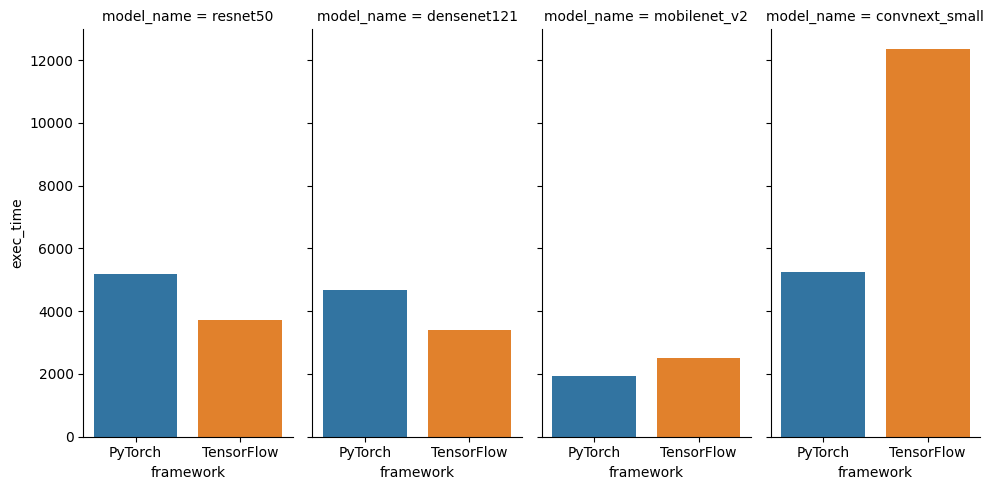 model_name = resnet50
model_name = densenet121
model_name = mobilenet_v2
model_name = convnext_small
exec_time
12000
10000
8000
6000
4000
2000
0
PyTorch TensorFlow
framework
PyTorch TensorFlow
framework
PyTorch TensorFlow
framework
PyTorch TensorFlow
framework